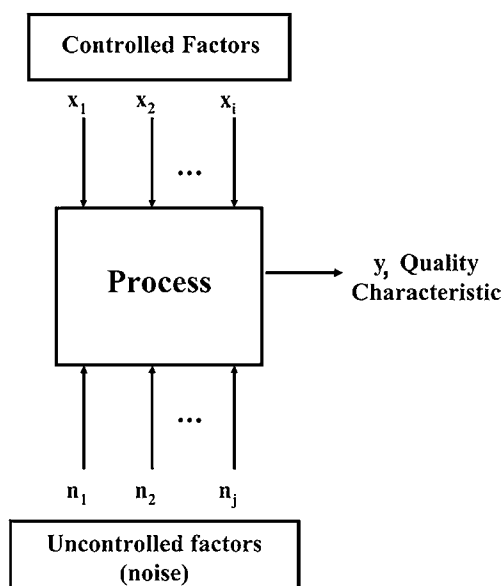 Controlled Factors
x₁ x₂ xᵢ
...
Process
y, Quality
Characteristic
...
n₁ n₂ nⱼ
Uncontrolled factors
(noise)